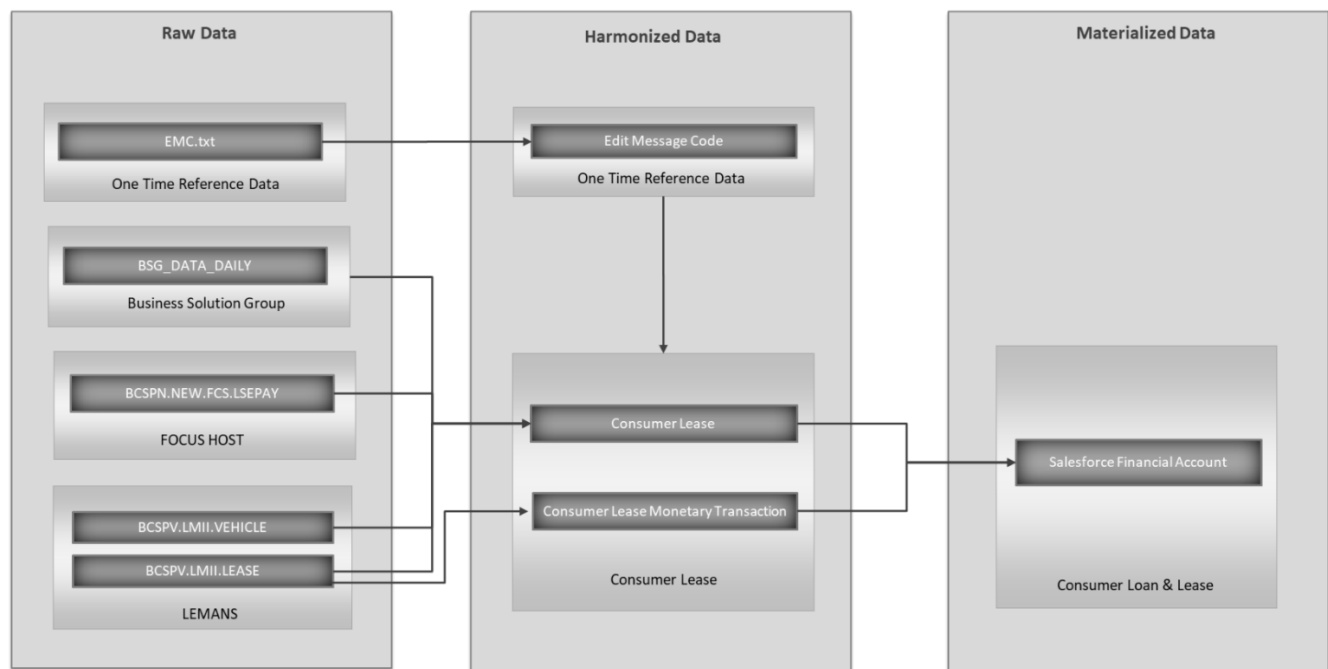 Raw Data
EMC.txt
One Time Reference Data
BSG_DATA_DAILY
Business Solution Group
BCSPN.NEW.FCS.LSEPAY
FOCUS HOST
BCSPV.LMII.VEHICLE
BCSPV.LMII.LEASE
LEMANS
Harmonized Data
Edit Message Code
One Time Reference Data
Consumer Lease
Consumer Lease Monetary Transaction
Consumer Lease
Materialized Data
Salesforce Financial Account
Consumer Loan & Lease